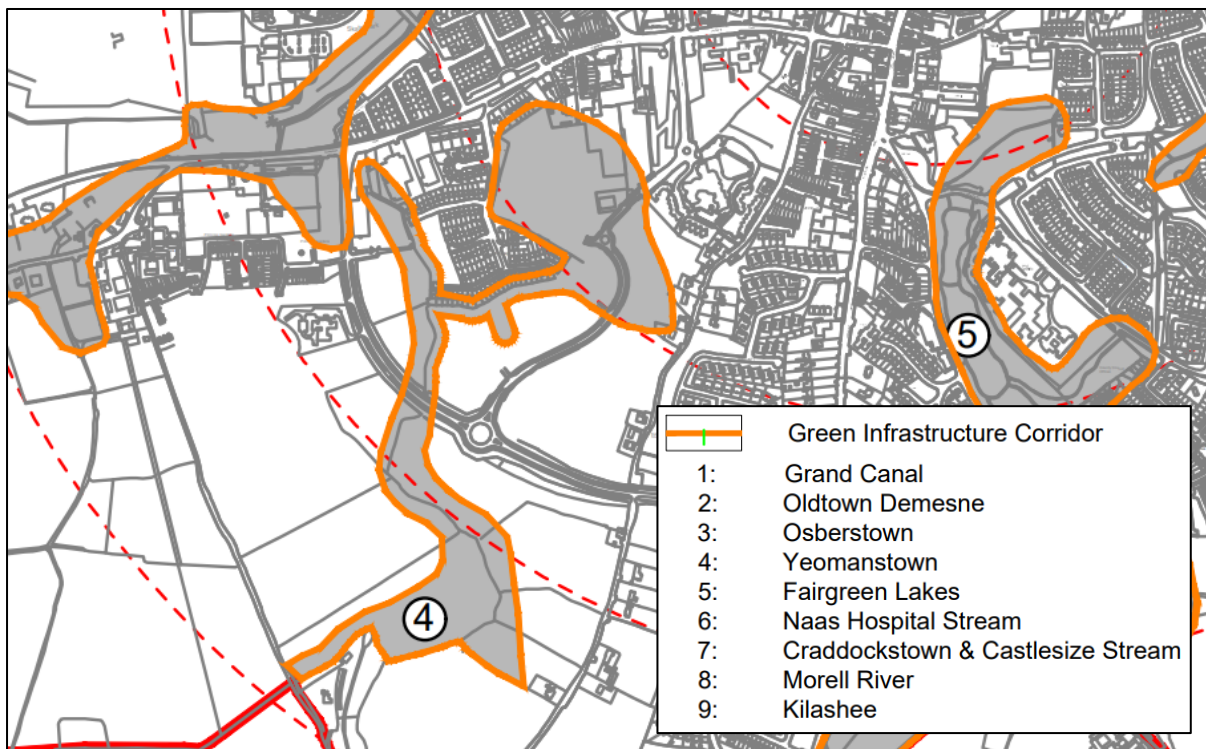 5
4
Green Infrastructure Corridor
1: Grand Canal
2: Oldtown Demesne
3: Osberstown
4: Yeomanstown
5: Fairgreen Lakes
6: Naas Hospital Stream
7: Craddockstown & Castlesize Stream
8: Morell River
9: Kilashee